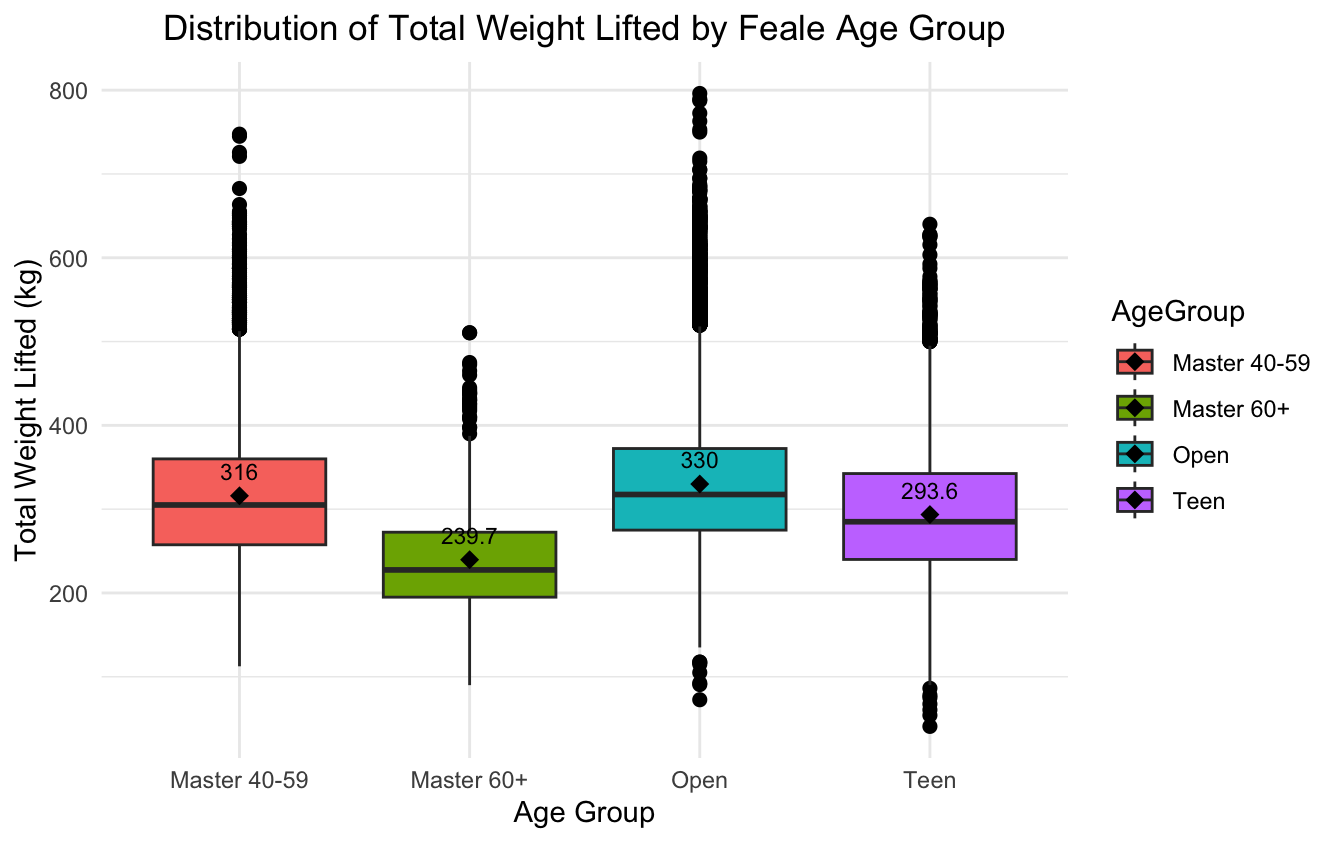 Distribution of Total Weight Lifted by Feale Age Group
Total Weight Lifted (kg)
800
600
400
200
316
239.7
330
293.6
Master 40-59
Master 60+
Open
Teen
Age Group
AgeGroup
Master 40-59
Master 60+
Open
Teen